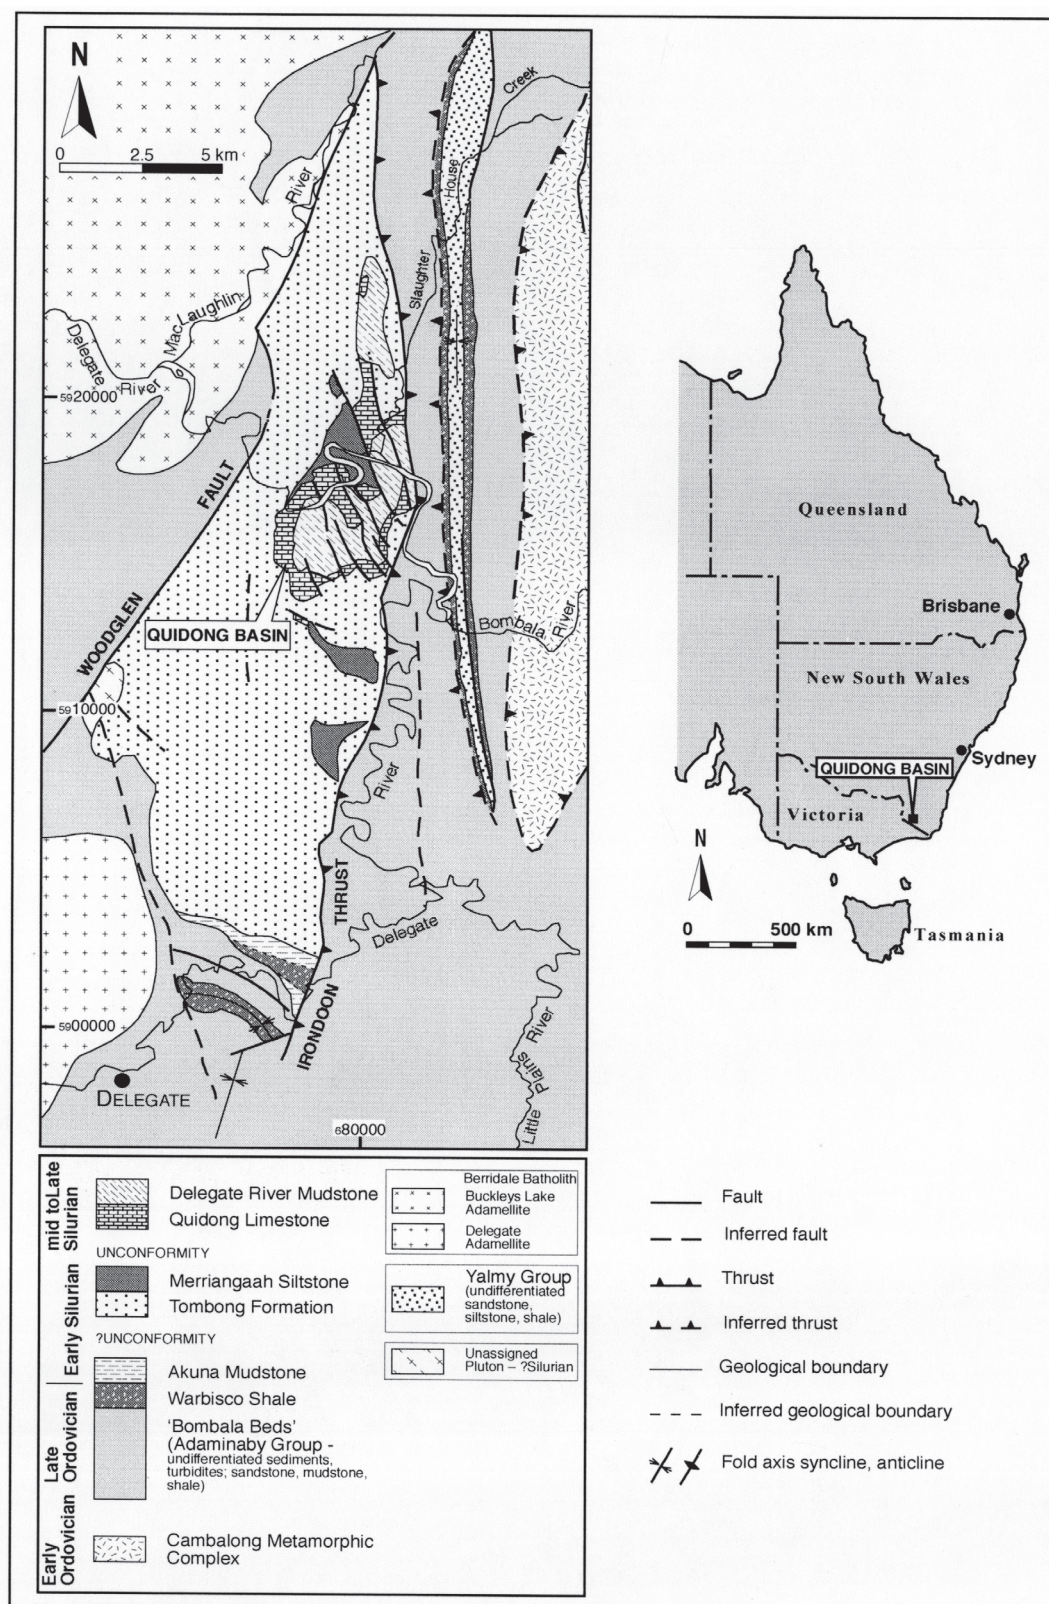 N
0 2.5 5 km
Creek
River
House
Slaughter
Mac Laughlin
Delegate
River
5920000
FAULT
WOODGLEN
QUIDONG BASIN
Bombala
River
5910000
River
THRUST
Delegate
IRONDOON
5900000
DELEGATE
Little Plains River
680000
Queensland
Brisbane
New South Wales
Sydney
QUIDONG BASIN
Victoria
N
0 500 km
Tasmania
mid toLate
Silurian
Delegate River Mudstone
Quidong Limestone
UNCONFORMITY
Early Silurian
Merriangaah Siltstone
Tombong Formation
?UNCONFORMITY
Akuna Mudstone
Late
Ordovician
Warbisco Shale
'Bombala Beds'
(Adaminaby Group -
undifferentiated sediments,
turbidites; sandstone, mudstone,
shale)
Early
Ordovician
Cambalong Metamorphic
Complex
Berridale Batholith
Buckleys Lake
Adamellite
Delegate
Adamellite
Yalmy Group
(undifferentiated
sandstone,
siltstone, shale)
Unassigned
Pluton – ?Silurian
Fault
Inferred fault
Thrust
Inferred thrust
Geological boundary
Inferred geological boundary
Fold axis syncline, anticline